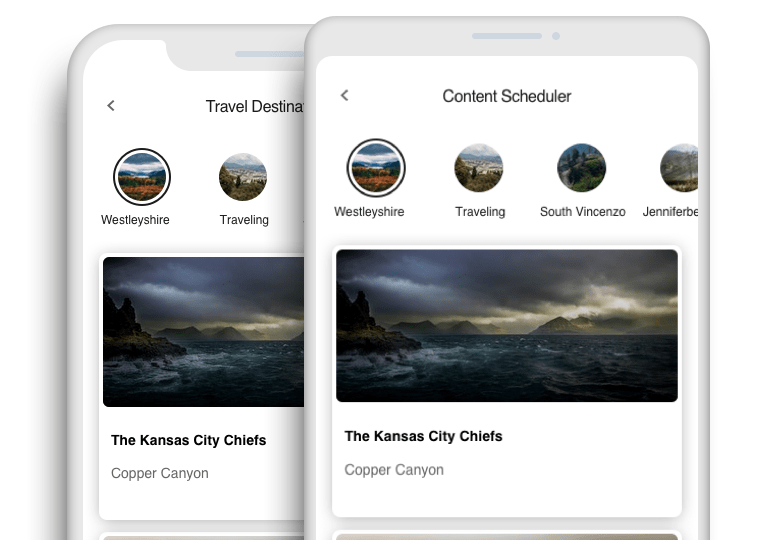 Travel Destina
Westleyshire
Traveling
The Kansas City Chiefs
Copper Canyon
Content Scheduler
Westleyshire
Traveling
South Vincenzo
Jenniferbe
The Kansas City Chiefs
Copper Canyon